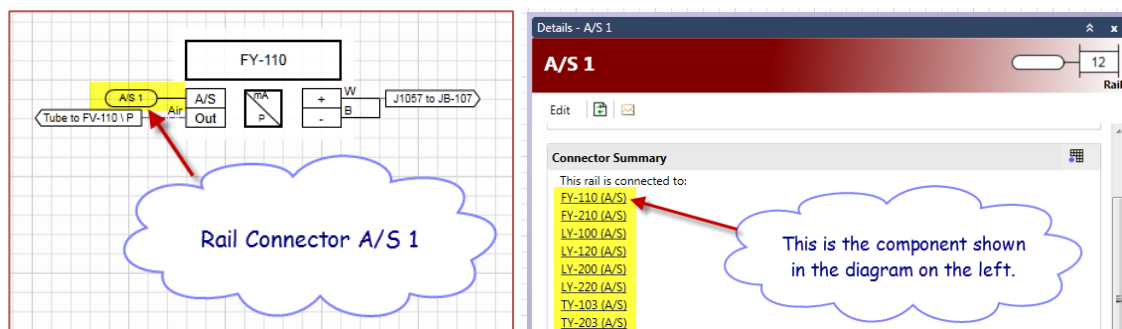 FY-110
A/S 1
A/S
Air
Out
Tube to FV-110 \ P
mA
P
+
-
W
B
J1057 to JB-107
Rail Connector A/S 1
Details - A/S 1
x
A/S 1
12
Rail
Edit
Connector Summary
This rail is connected to:
FY-110 (A/S)
FY-210 (A/S)
LY-100 (A/S)
LY-120 (A/S)
LY-200 (A/S)
LY-220 (A/S)
TY-103 (A/S)
TY-203 (A/S)
This is the component shown
in the diagram on the left.